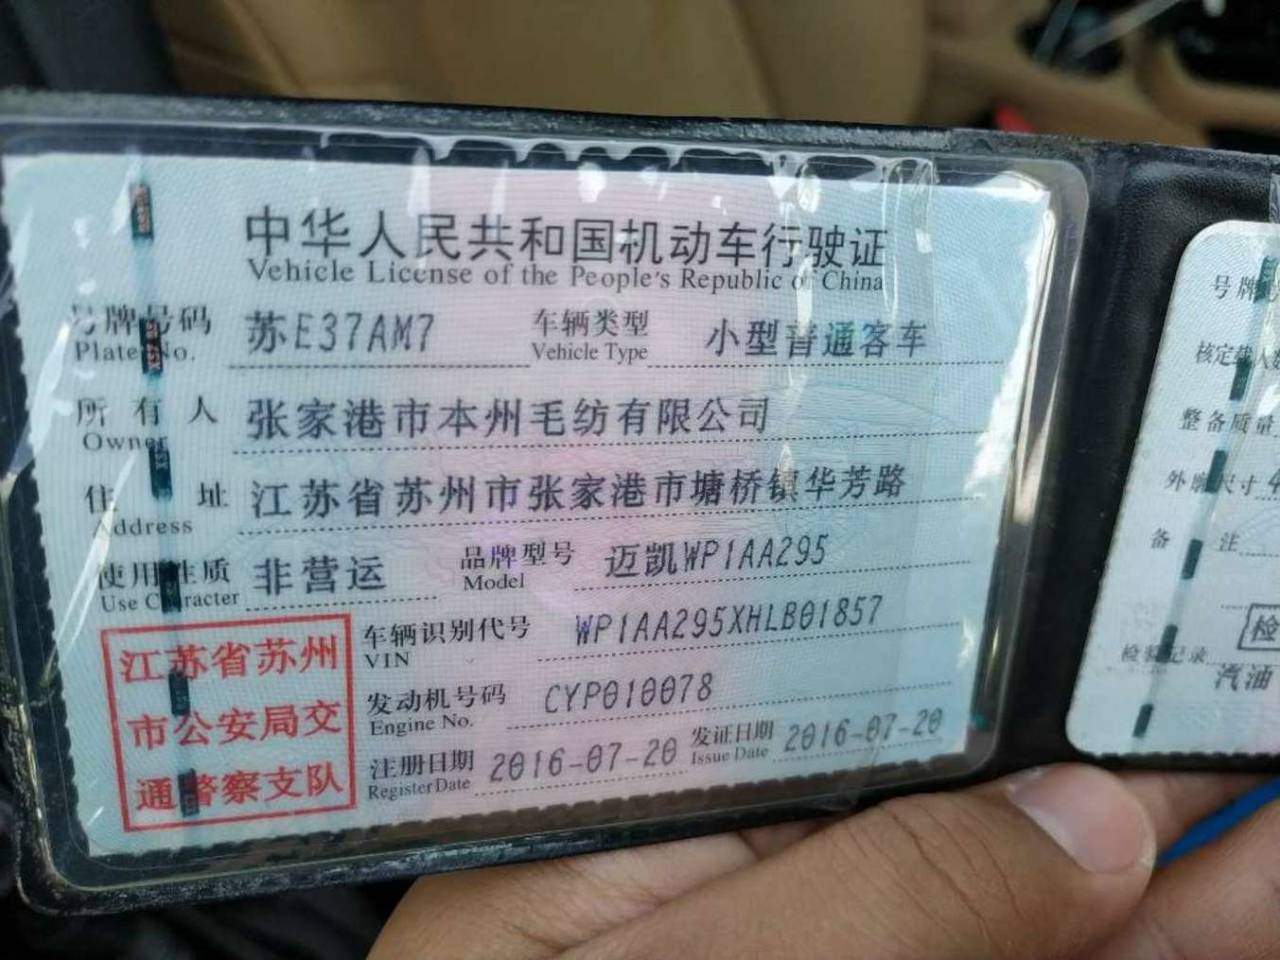 中华人民共和国机动车行驶证
Vehicle License of the People's Republic of China
号牌号码 苏E37AM7 车辆类型 小型普通客车
Plate No. Vehicle Type
所有人 张家港市本州毛纺有限公司
Owner
住址 江苏省苏州市张家港市塘桥镇华芳路
Address
使用性质 非营运 品牌型号 迈凯WP1AA295
Use Character Model
车辆识别代号 WP1AA295XHLB01857
VIN
发动机号码 CYP010078
Engine No.
注册日期 2016-07-20 发证日期 2016-07-20
Register Date Issue Date
江苏省苏州
市公安局交
通警察支队
号牌
核定载人数
整备质量
外廓尺寸 4
备注
检
检验记录
汽油